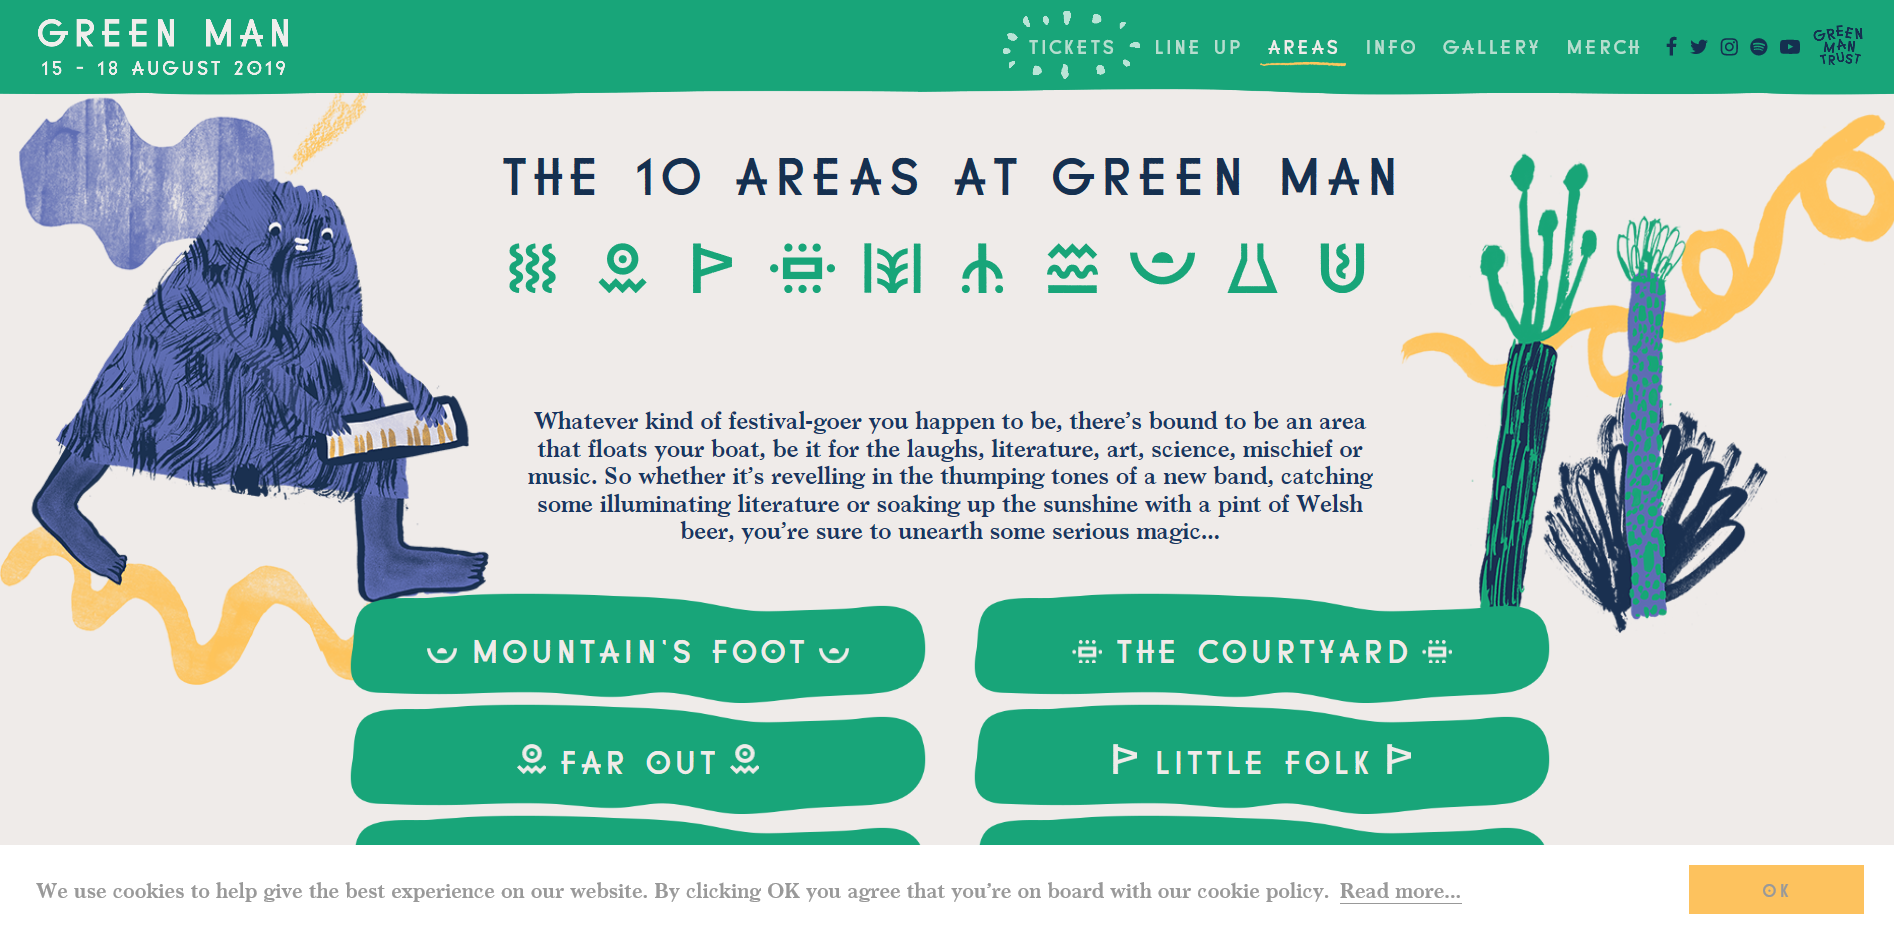 GREEN MAN
15 - 18 AUGUST 2019
TICKETS LINE UP AREAS INFO GALLERY MERCH
GREEN
MAN
TRUST
THE 10 AREAS AT GREEN MAN
Whatever kind of festival-goer you happen to be, there’s bound to be an area
that floats your boat, be it for the laughs, literature, art, science, mischief or
music. So whether it’s revelling in the thumping tones of a new band, catching
some illuminating literature or soaking up the sunshine with a pint of Welsh
beer, you’re sure to unearth some serious magic...
MOUNTAIN'S FOOT
THE COURTYARD
FAR OUT
LITTLE FOLK
We use cookies to help give the best experience on our website. By clicking OK you agree that you’re on board with our cookie policy. Read more...
OK